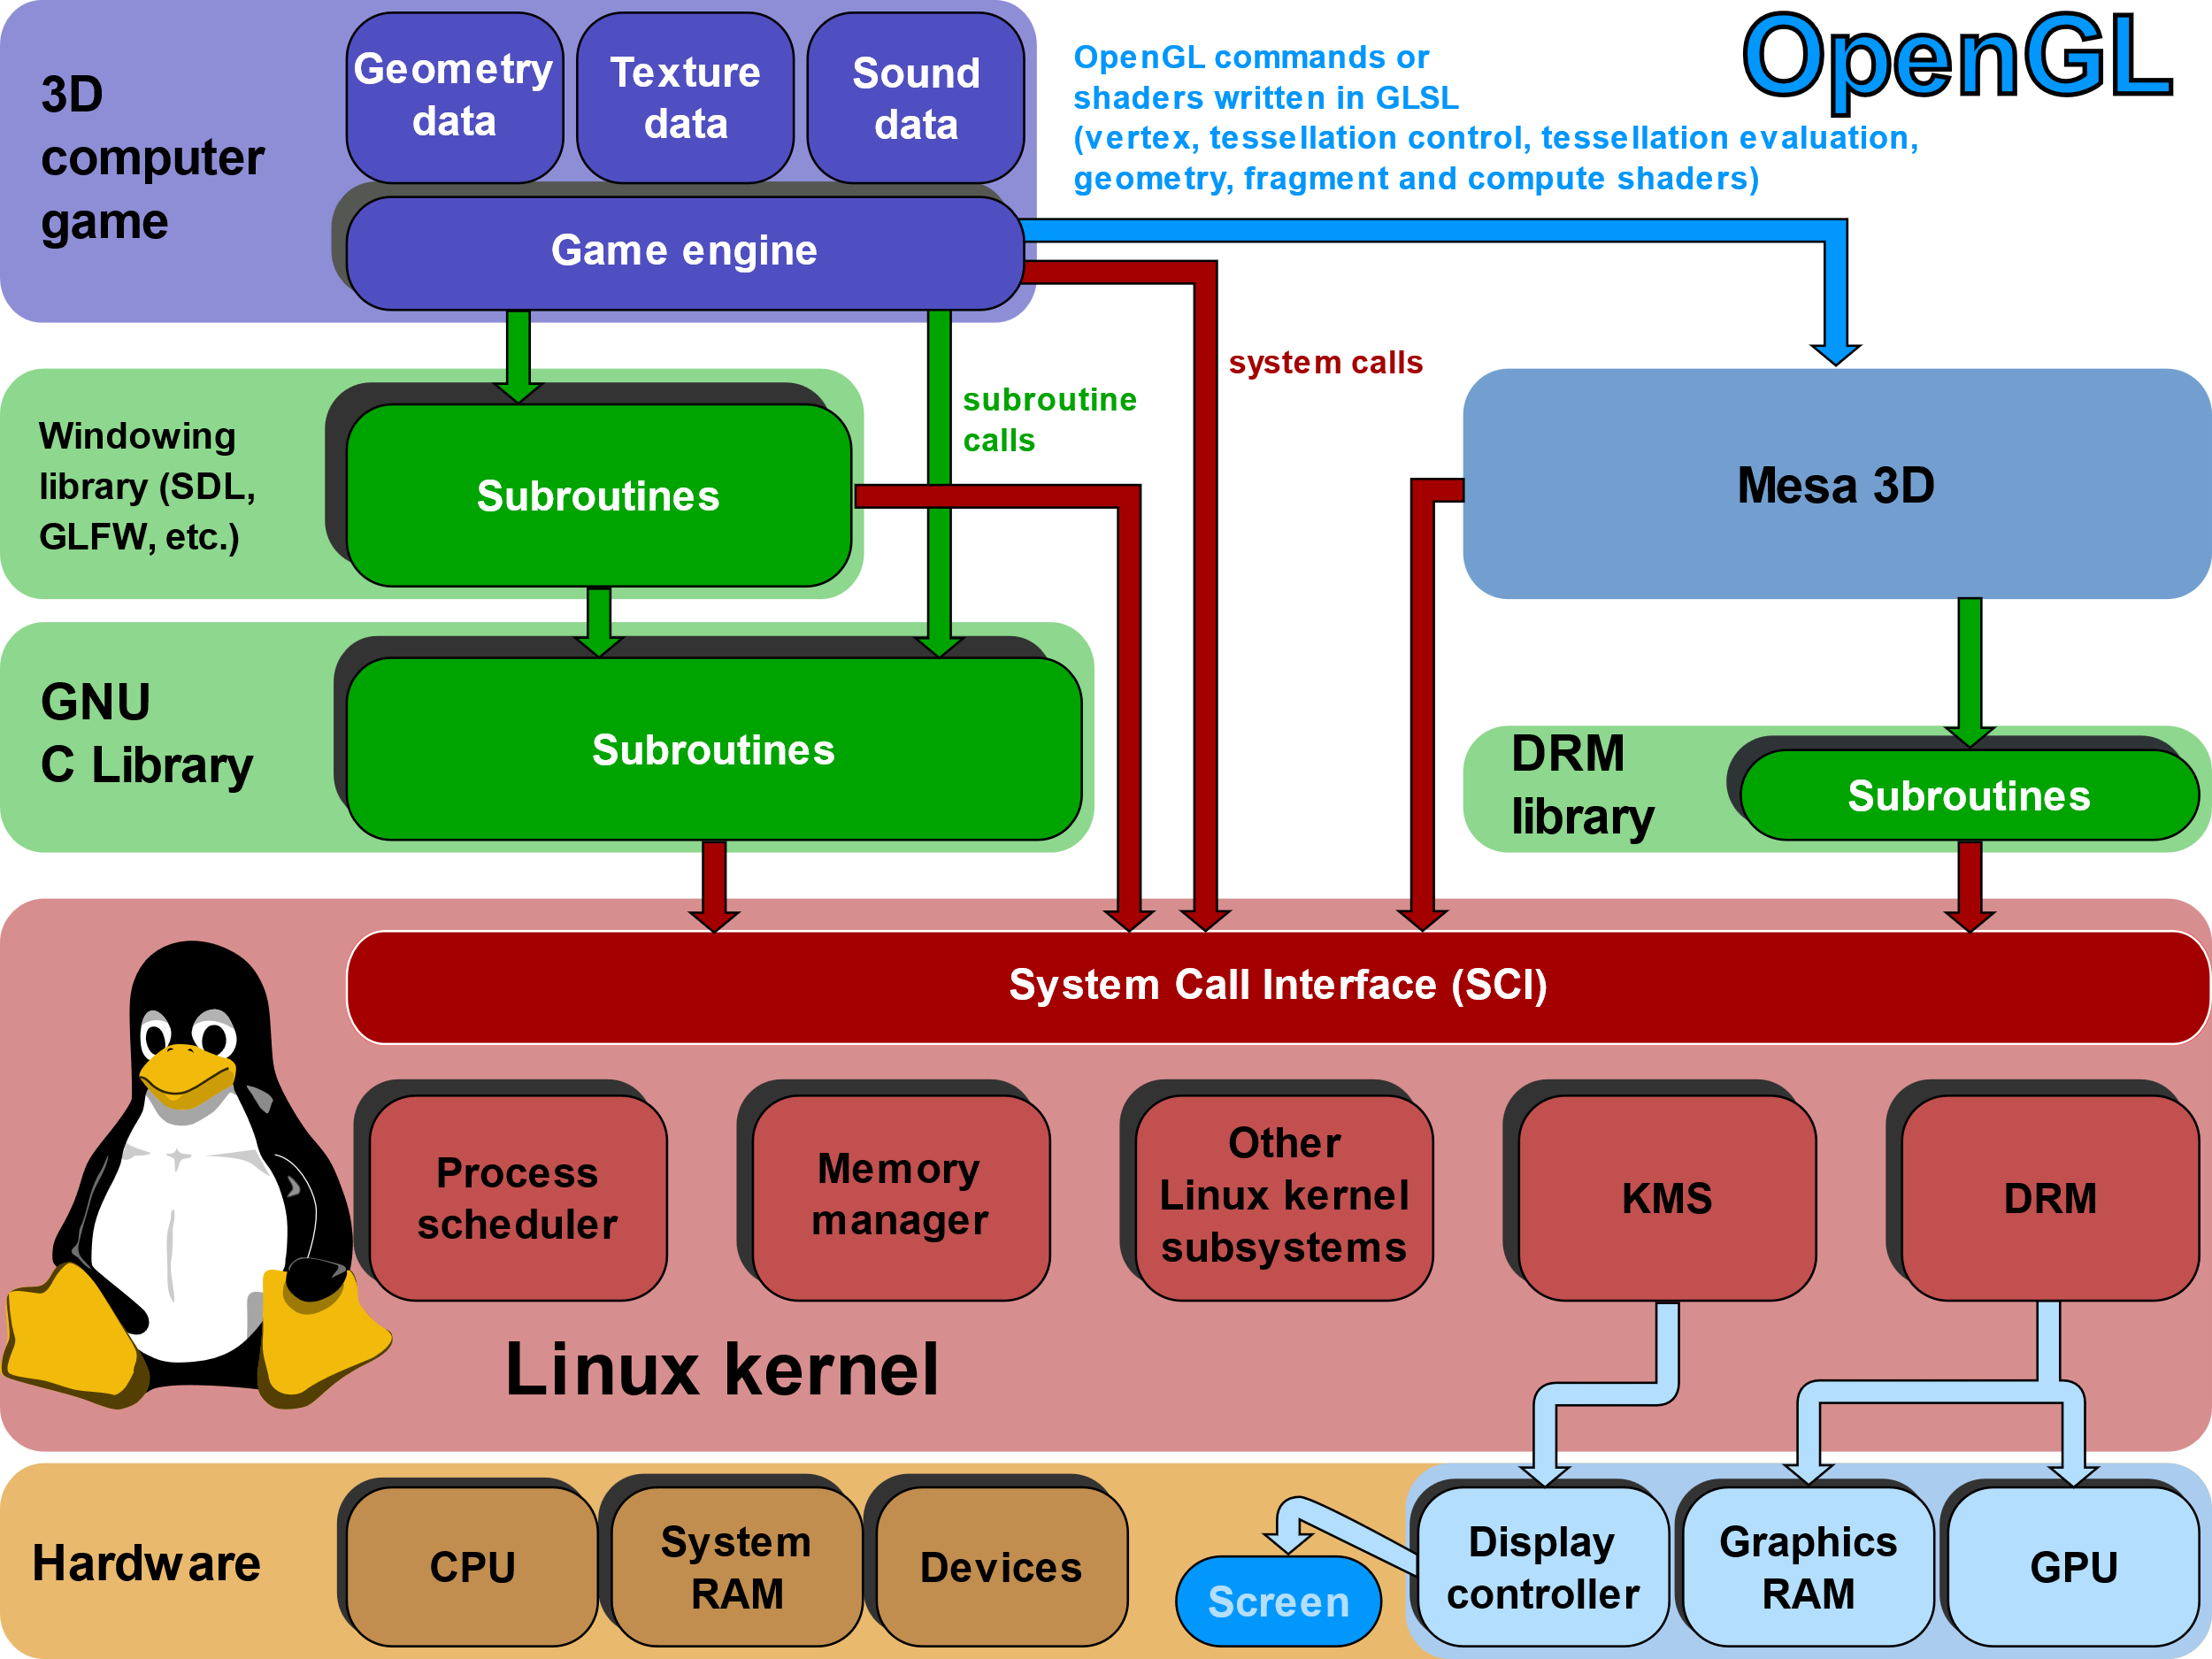 3D
computer
game
Geometry
data
Texture
data
Sound
data
Game engine
OpenGL commands or
shaders written in GLSL
(vertex, tessellation control, tessellation evaluation,
geometry, fragment and compute shaders)
OpenGL
system calls
subroutine
calls
Windowing
library (SDL,
GLFW, etc.)
Subroutines
Mesa 3D
GNU
C Library
Subroutines
DRM
library
Subroutines
System Call Interface (SCI)
Process
scheduler
Memory
manager
Other
Linux kernel
subsystems
KMS
DRM
Linux kernel
Hardware
CPU
System
RAM
Devices
Screen
Display
controller
Graphics
RAM
GPU